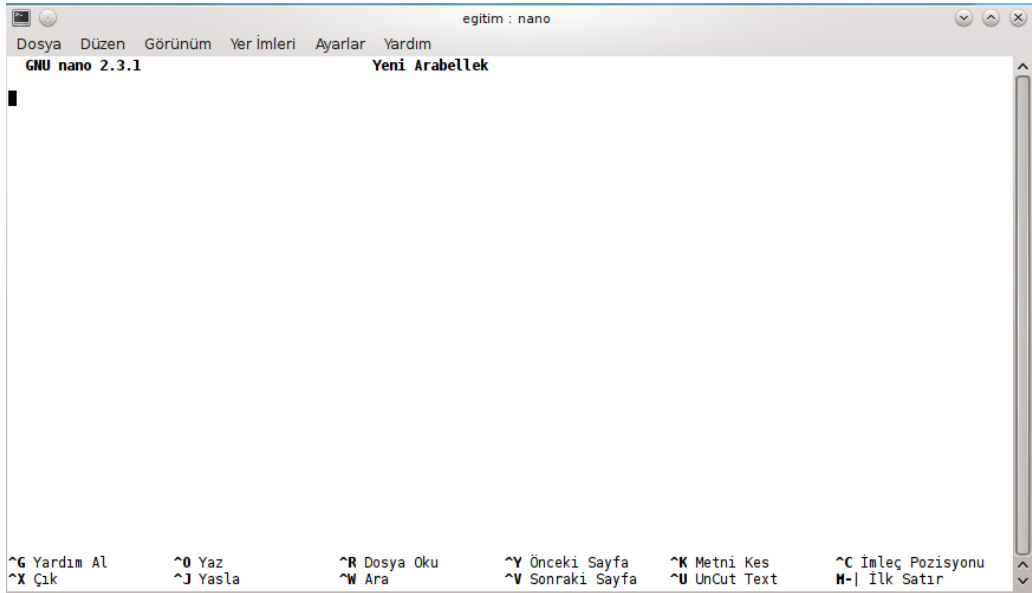 egitim : nano
Dosya Düzen Görünüm Yer İmleri Ayarlar Yardım
GNU nano 2.3.1 Yeni Arabellek
^G Yardım Al ^O Yaz ^R Dosya Oku ^Y Önceki Sayfa ^K Metni Kes ^C İmleç Pozisyonu
^X Çık ^J Yasla ^W Ara ^V Sonraki Sayfa ^U UnCut Text M-| İlk Satır